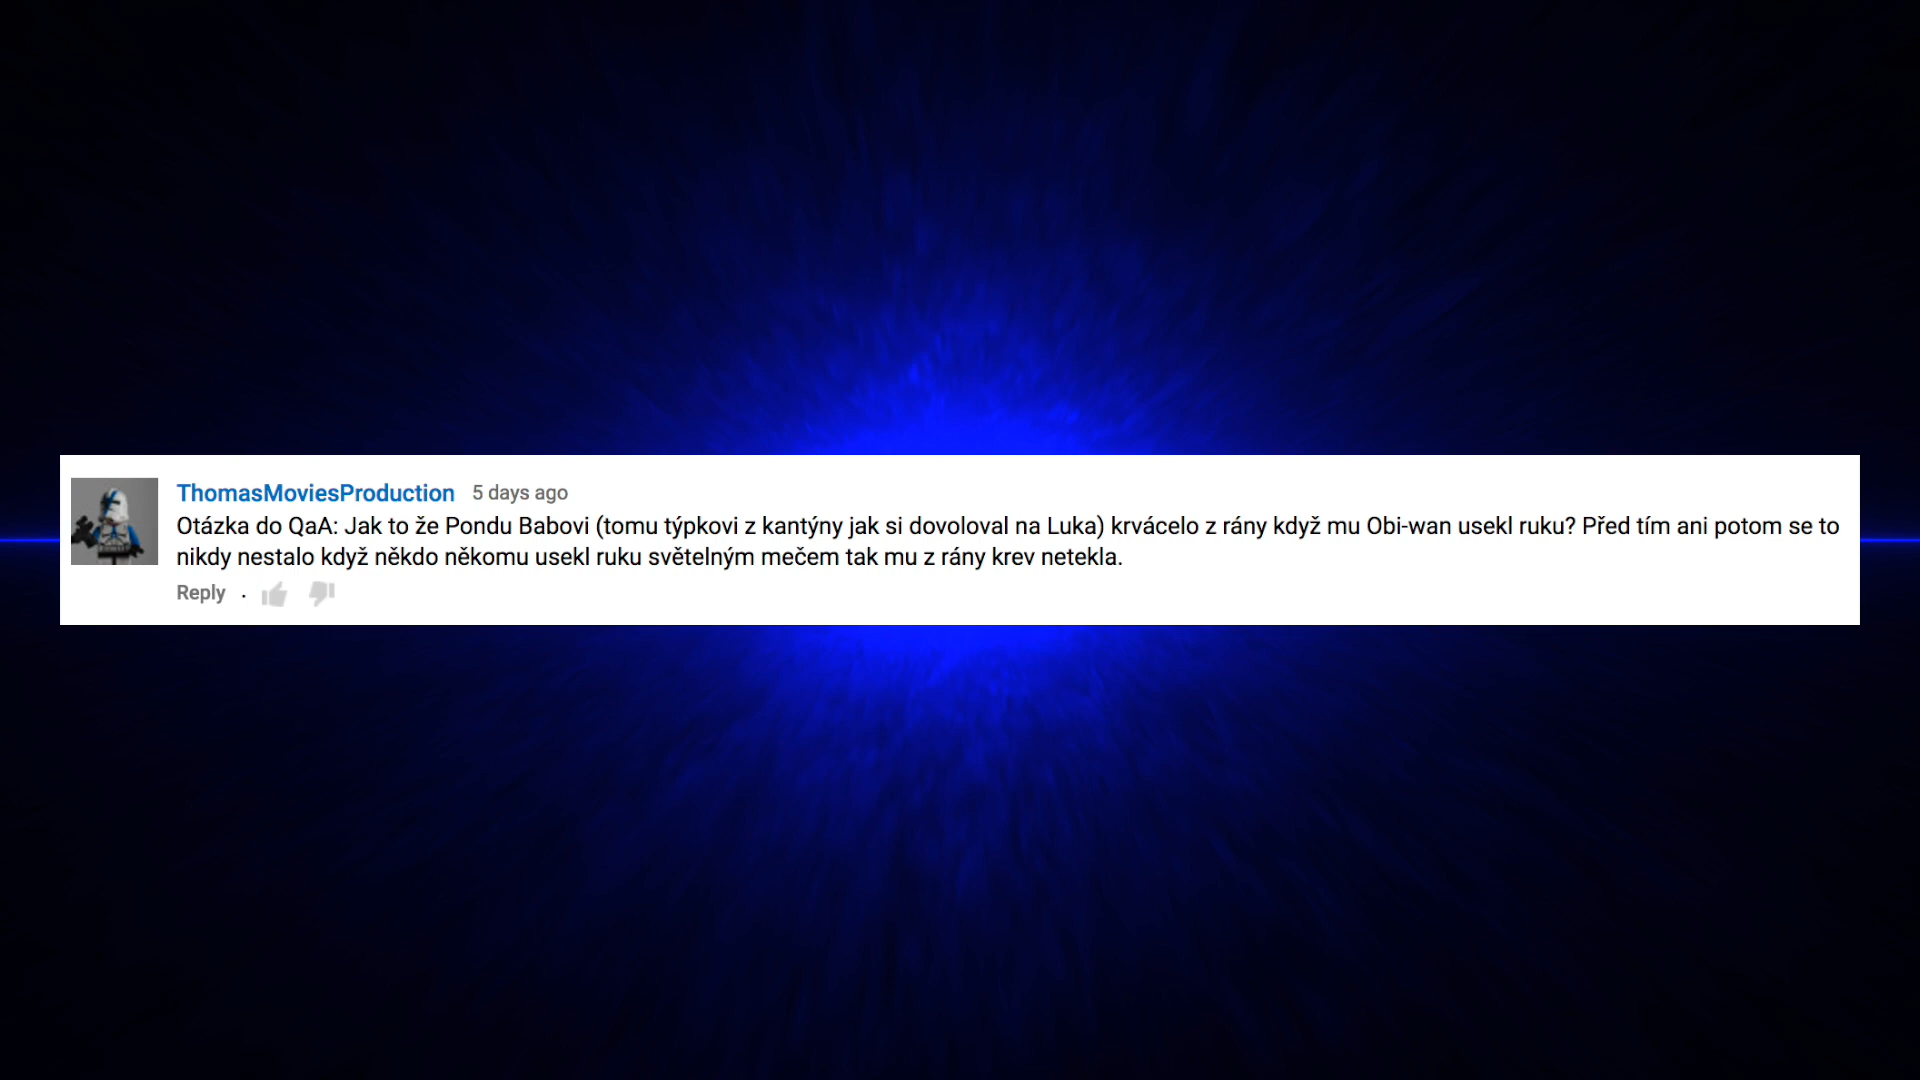 ThomasMoviesProduction 5 days ago
Otázka do QaA: Jak to že Pondu Babovi (tomu týpkovi z kantýny jak si dovoloval na Luka) krvácelo z rány když mu Obi-wan usekl ruku? Před tím ani potom se to
nikdy nestalo když někdo někomu usekl ruku světelným mečem tak mu z rány krev netekla.
Reply ·